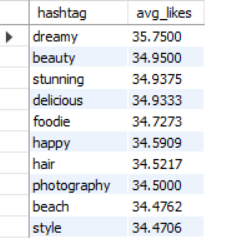 hashtag avg_likes
dreamy 35.7500
beauty 34.9500
stunning 34.9375
delicious 34.9333
foodie 34.7273
happy 34.5909
hair 34.5217
photography 34.5000
beach 34.4762
style 34.4706